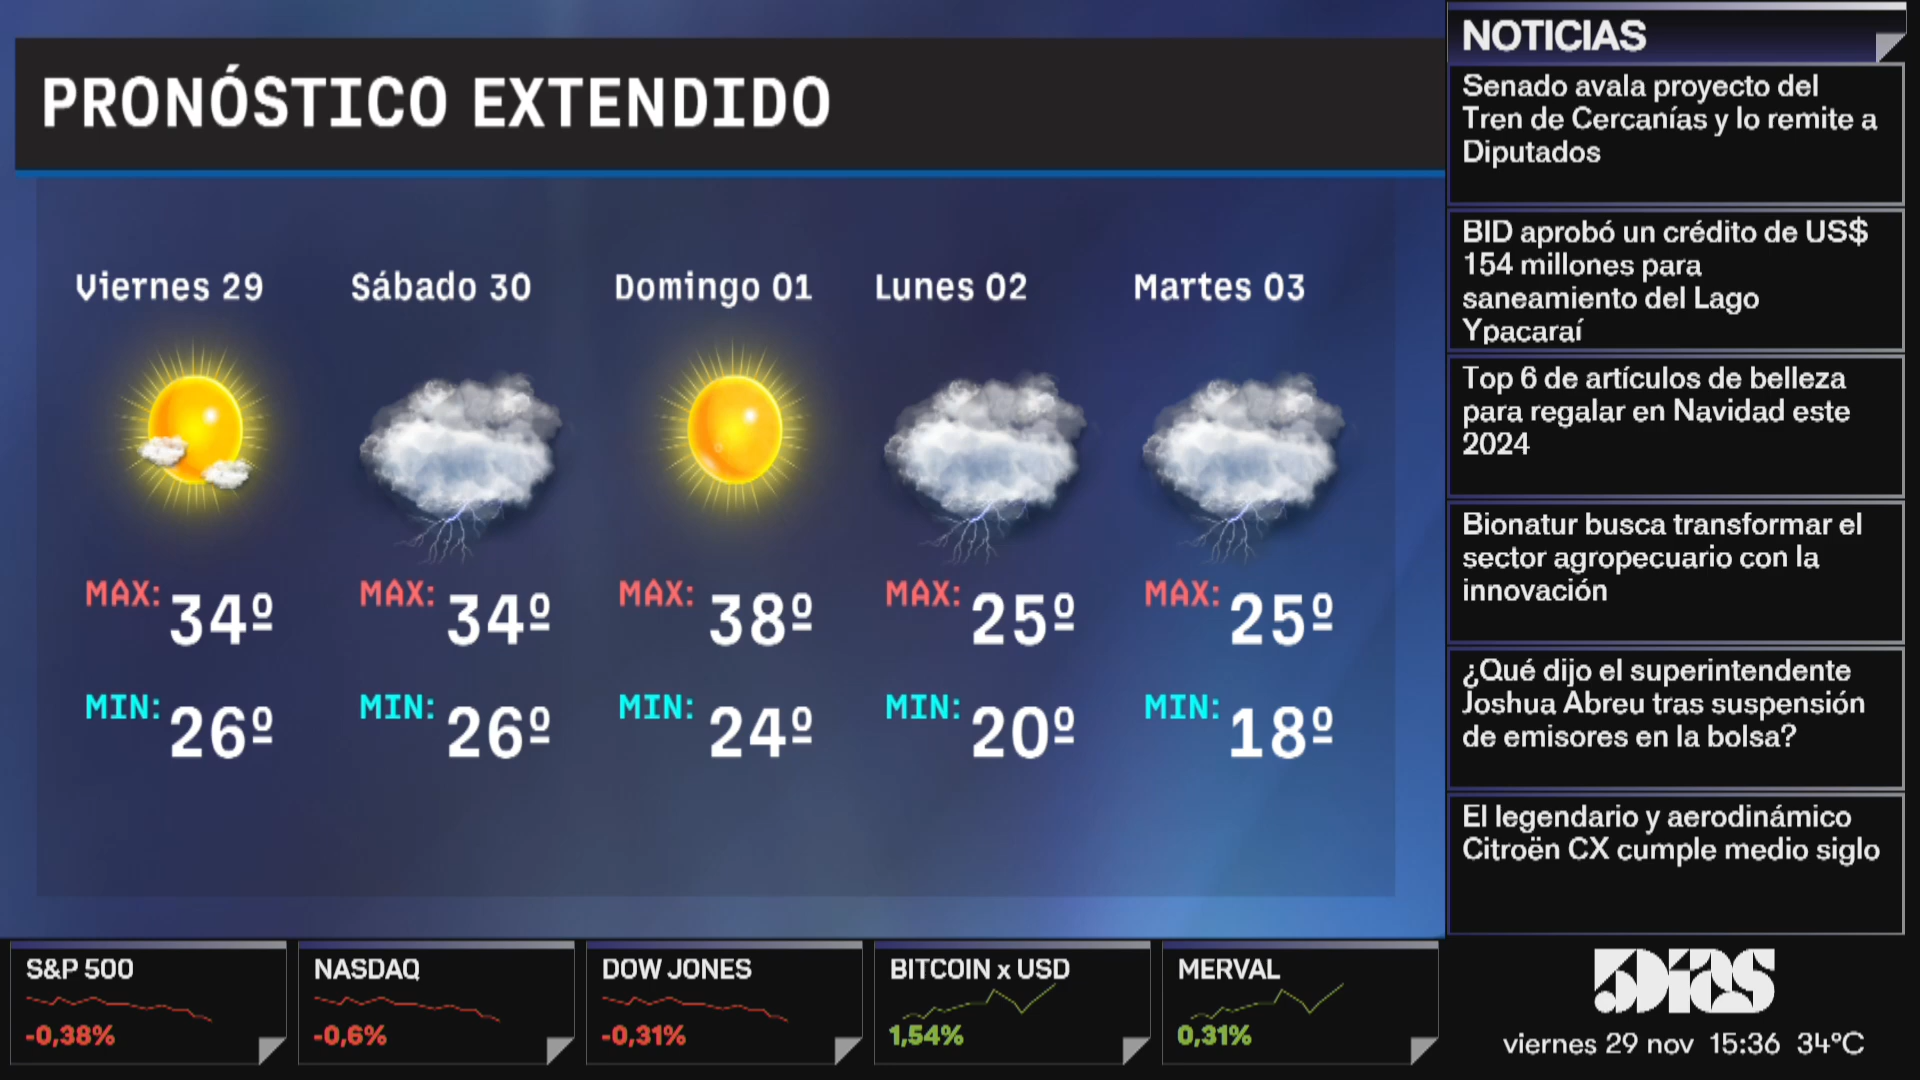 PRONÓSTICO EXTENDIDO
Viernes 29
Sábado 30
Domingo 01
Lunes 02
Martes 03
MAX: 34º
MAX: 34º
MAX: 38º
MAX: 25º
MAX: 25º
MIN: 26º
MIN: 26º
MIN: 24º
MIN: 20º
MIN: 18º
NOTICIAS
Senado avala proyecto del
Tren de Cercanías y lo remite a
Diputados
BID aprobó un crédito de US$
154 millones para
saneamiento del Lago
Ypacaraí
Top 6 de artículos de belleza
para regalar en Navidad este
2024
Bionatur busca transformar el
sector agropecuario con la
innovación
¿Qué dijo el superintendente
Joshua Abreu tras suspensión
de emisores en la bolsa?
El legendario y aerodinámico
Citroën CX cumple medio siglo
S&P 500
-0,38%
NASDAQ
-0,6%
DOW JONES
-0,31%
BITCOIN x USD
1,54%
MERVAL
0,31%
5Días
viernes 29 nov 15:36 34°C